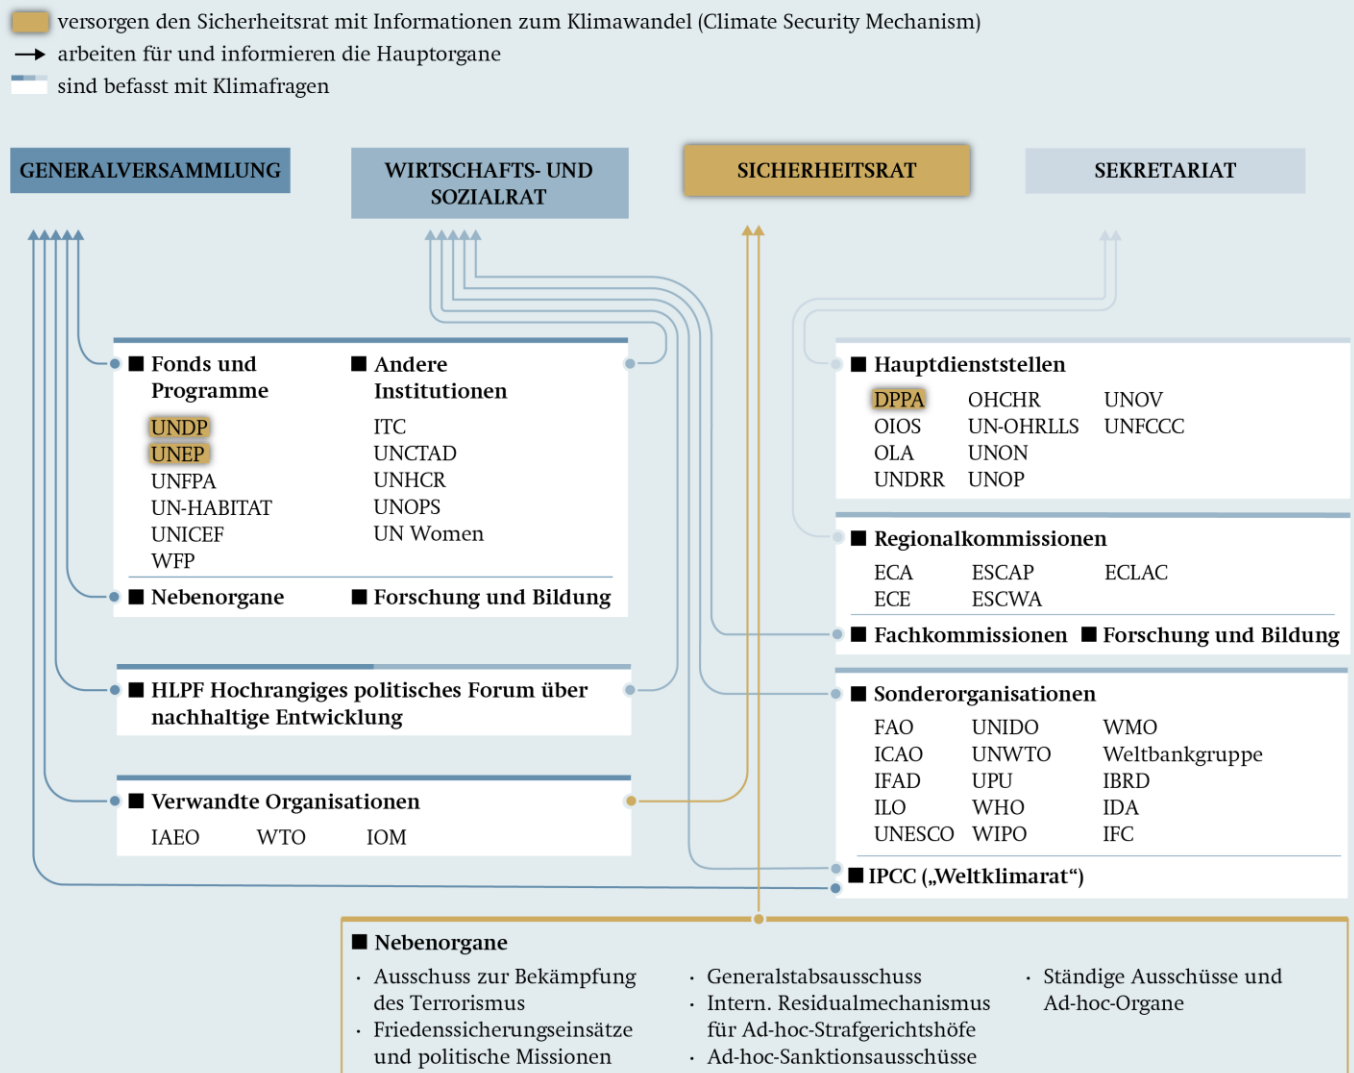 versorgen den Sicherheitsrat mit Informationen zum Klimawandel (Climate Security Mechanism)
arbeiten für und informieren die Hauptorgane
sind befasst mit Klimafragen
GENERALVERSAMMLUNG
WIRTSCHAFTS- UND
SOZIALRAT
SICHERHEITSRAT
SEKRETARIAT
Fonds und
Programme
UNDP
UNEP
UNFPA
UN-HABITAT
UNICEF
WFP
Andere
Institutionen
ITC
UNCTAD
UNHCR
UNOPS
UN Women
Nebenorgane
Forschung und Bildung
HLPF Hochrangiges politisches Forum über
nachhaltige Entwicklung
Verwandte Organisationen
IAEO WTO IOM
Hauptdienststellen
DPPA OHCHR UNOV
OIOS UN-OHRLLS UNFCCC
OLA UNON
UNDRR UNOP
Regionalkommissionen
ECA ESCAP ECLAC
ECE ESCWA
Fachkommissionen
Forschung und Bildung
Sonderorganisationen
FAO UNIDO WMO
ICAO UNWTO Weltbankgruppe
IFAD UPU IBRD
ILO WHO IDA
UNESCO WIPO IFC
IPCC („Weltklimarat“)
Nebenorgane
· Ausschuss zur Bekämpfung
des Terrorismus
· Friedenssicherungseinsätze
und politische Missionen
· Generalstabsausschuss
· Intern. Residualmechanismus
für Ad-hoc-Strafgerichtshöfe
· Ad-hoc-Sanktionsausschüsse
· Ständige Ausschüsse und
Ad-hoc-Organe